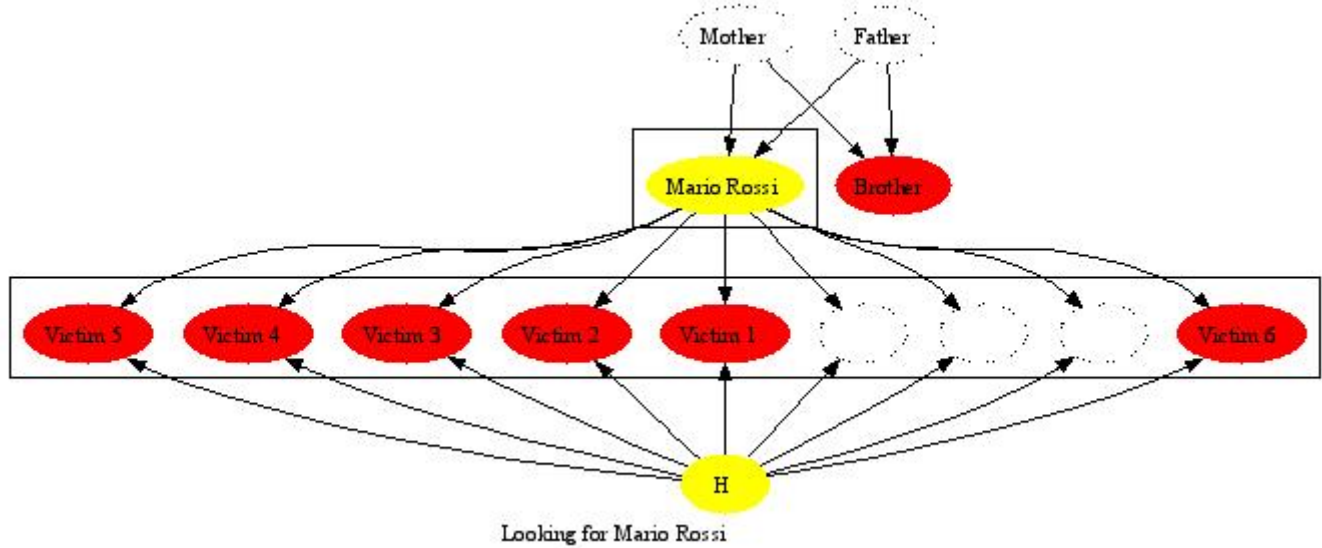 Mother Father
Mario Rossi Brother
Victim 5 Victim 4 Victim 3 Victim 2 Victim 1 Victim 6
H
Looking for Mario Rossi